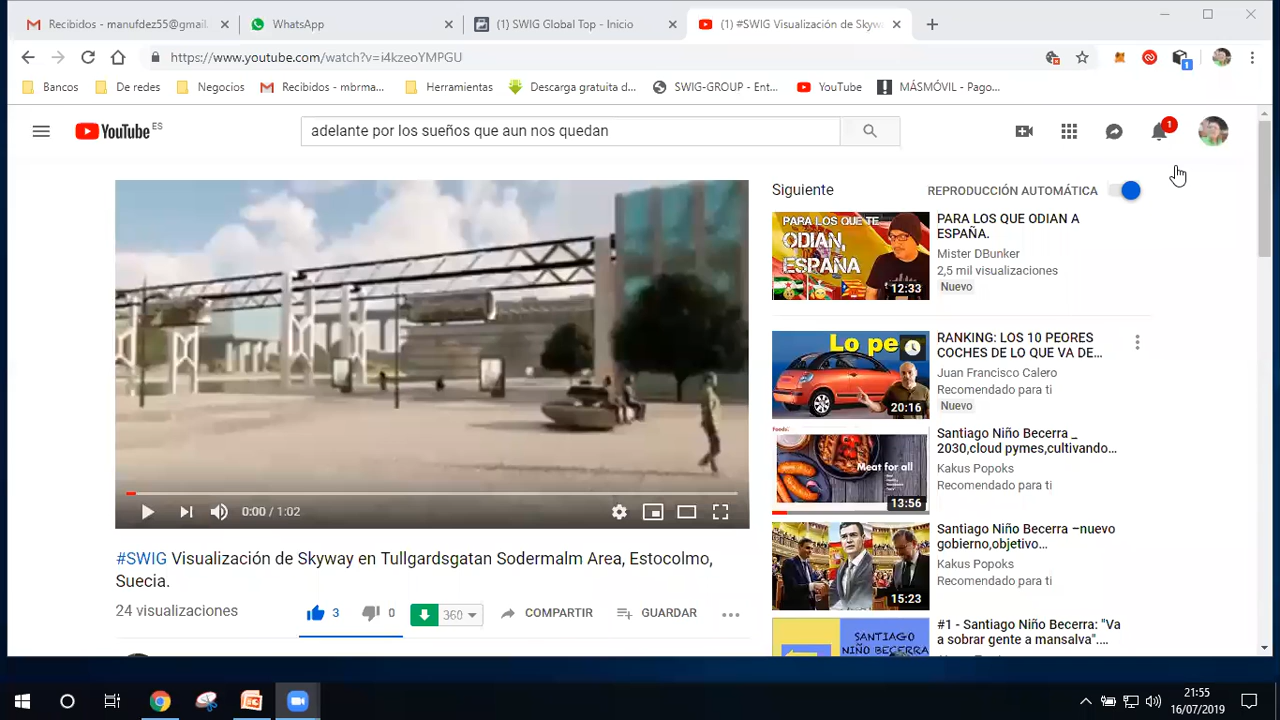 Recibidos - manufdez55@gmail.
WhatsApp
(1) SWIG Global Top - Inicio
(1) #SWIG Visualización de Skyw
https://www.youtube.com/watch?v=i4kzeoYMPGU
1
Bancos
De redes
Negocios
Recibidos - mbrma...
Herramientas
Descarga gratuita d...
SWIG-GROUP - Ent...
YouTube
MÁSMÓVIL - Pago...
YouTube ES
adelante por los sueños que aun nos quedan
1
Siguiente
REPRODUCCIÓN AUTOMÁTICA
PARA LOS QUE TE
ODIAN,
ESPAÑA
12:33
PARA LOS QUE ODIAN A
ESPAÑA.
Mister DBunker
2,5 mil visualizaciones
Nuevo
Lo pe
20:16
RANKING: LOS 10 PEORES
COCHES DE LO QUE VA DE...
Juan Francisco Calero
Recomendado para ti
Nuevo
Meat for all
13:56
Santiago Niño Becerra _
2030,cloud pymes,cultivando...
Kakus Popoks
Recomendado para ti
15:23
Santiago Niño Becerra –nuevo
gobierno,objetivo...
Kakus Popoks
Recomendado para ti
SANTIAGO
NIÑO BECERRA
#1 - Santiago Niño Becerra: "Va
a sobrar gente a mansalva"....
0:00 / 1:02
#SWIG Visualización de Skyway en Tullgardsgatan Sodermalm Area, Estocolmo,
Suecia.
24 visualizaciones
3
0
360
COMPARTIR
GUARDAR
21:55
16/07/2019